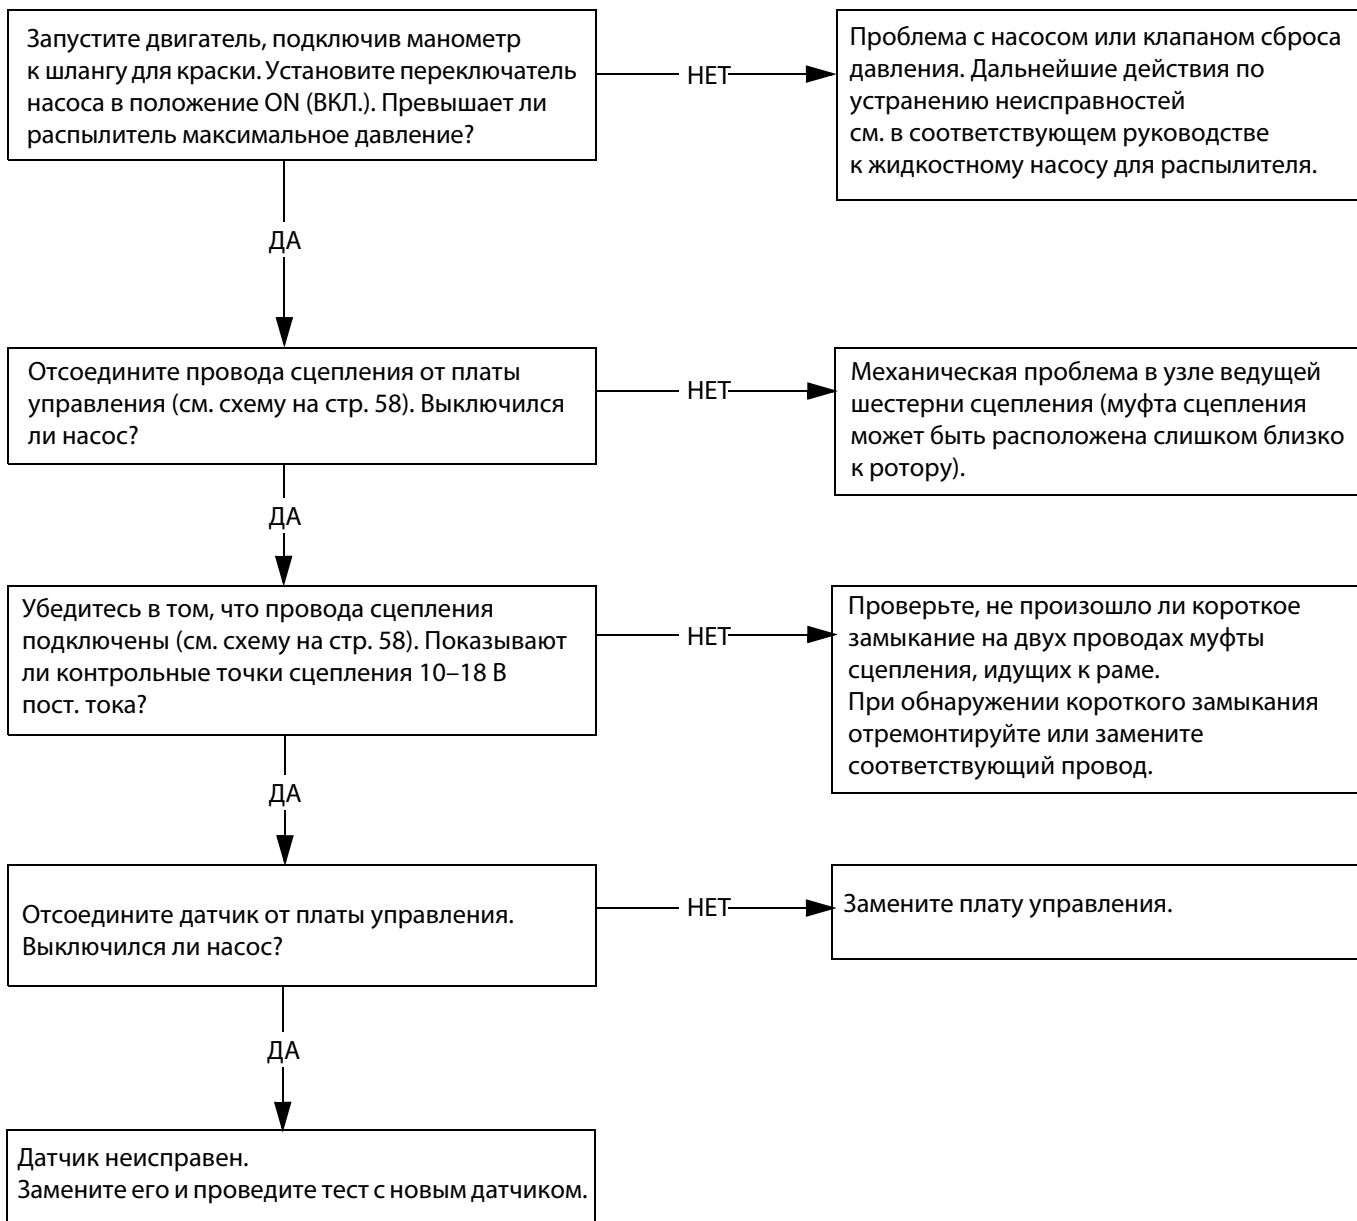 Запустите двигатель, подключив манометр
к шлангу для краски. Установите переключатель
насоса в положение ON (ВКЛ.). Превышает ли
распылитель максимальное давление?
НЕТ
Проблема с насосом или клапаном сброса
давления. Дальнейшие действия по
устранению неисправностей
см. в соответствующем руководстве
к жидкостному насосу для распылителя.
ДА
Отсоедините провода сцепления от платы
управления (см. схему на стр. 58). Выключился
ли насос?
НЕТ
Механическая проблема в узле ведущей
шестерни сцепления (муфта сцепления
может быть расположена слишком близко
к ротору).
ДА
Убедитесь в том, что провода сцепления
подключены (см. схему на стр. 58). Показывают
ли контрольные точки сцепления 10–18 В
пост. тока?
НЕТ
Проверьте, не произошло ли короткое
замыкание на двух проводах муфты
сцепления, идущих к раме.
При обнаружении короткого замыкания
отремонтируйте или замените
соответствующий провод.
ДА
Отсоедините датчик от платы управления.
Выключился ли насос?
НЕТ
Замените плату управления.
ДА
Датчик неисправен.
Замените его и проведите тест с новым датчиком.